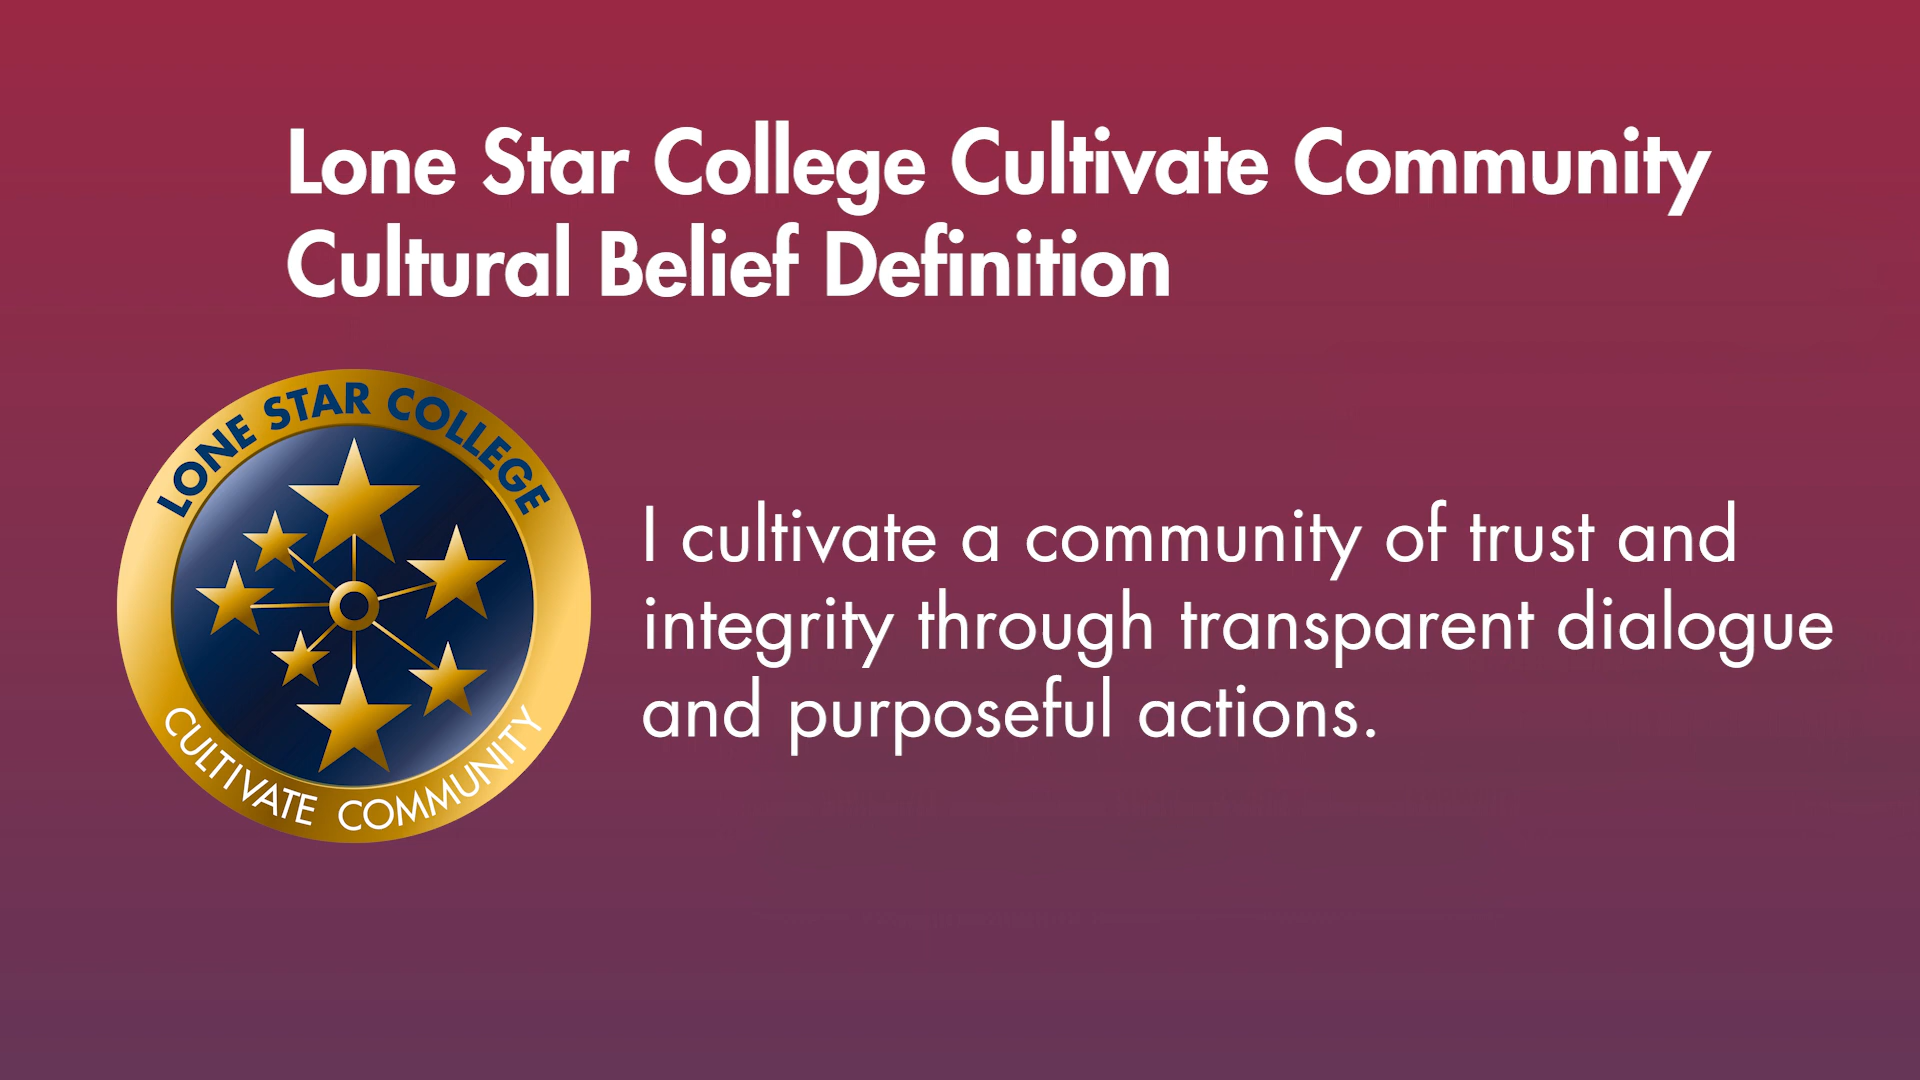 Lone Star College Cultivate Community
Cultural Belief Definition
LONE STAR COLLEGE
CULTIVATE COMMUNITY
I cultivate a community of trust and
integrity through transparent dialogue
and purposeful actions.